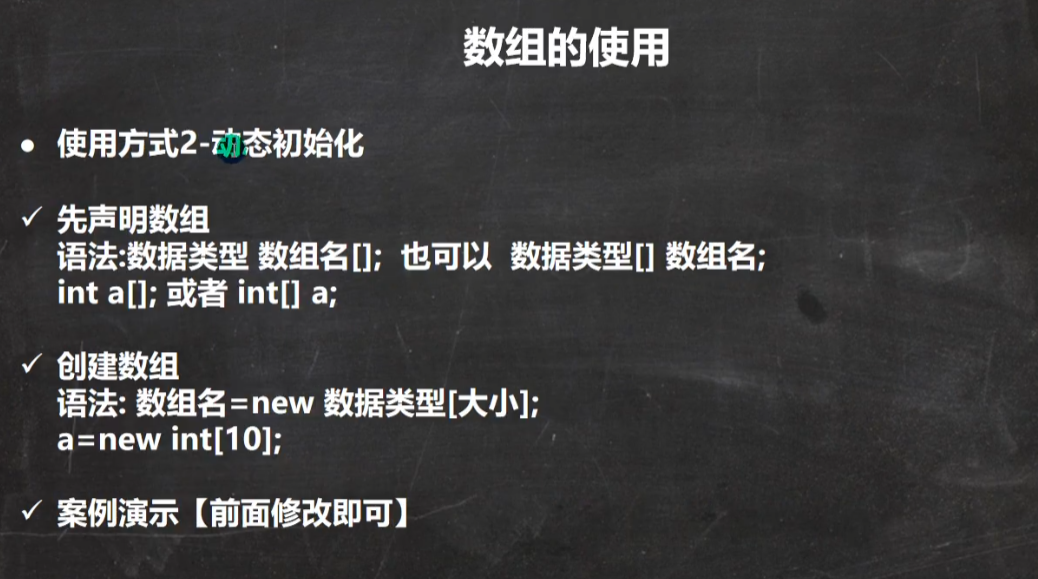 数组的使用
● 使用方式2-动态初始化
✓ 先声明数组
语法:数据类型 数组名[]; 也可以 数据类型[] 数组名;
int a[]; 或者 int[] a;
✓ 创建数组
语法: 数组名=new 数据类型[大小];
a=new int[10];
✓ 案例演示【前面修改即可】